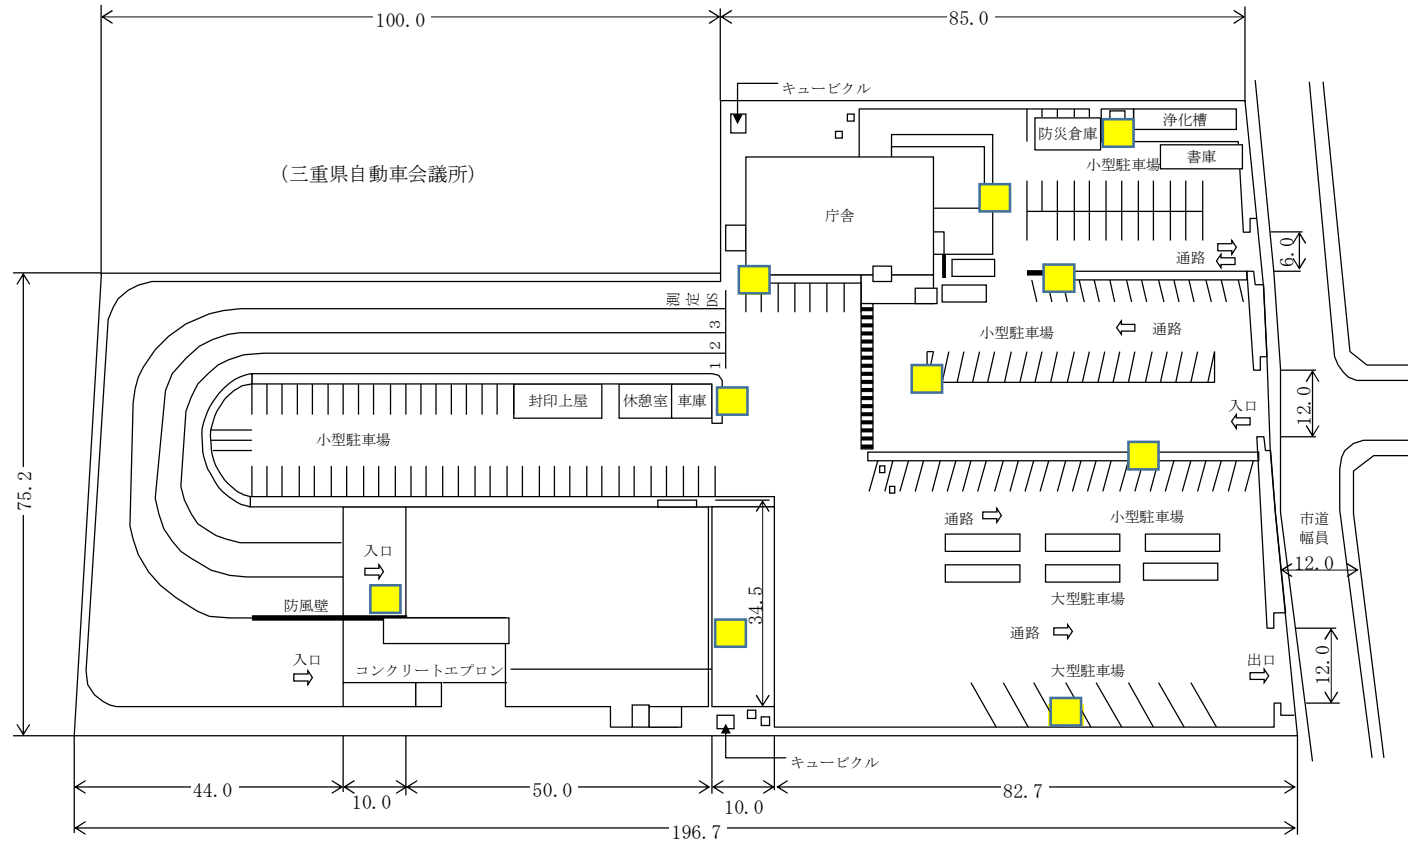 100.0
85.0
キュービクル
防災倉庫
浄化槽
小型駐車場
書庫
(三重県自動車会議所)
庁舎
通路
6.0
測定 DS
3
2
1
小型駐車場
通路
封印上屋
休憩室
車庫
入口
12.0
小型駐車場
75.2
通路
小型駐車場
市道
幅員
12.0
入口
34.5
大型駐車場
防風壁
通路
入口
コンクリートエプロン
大型駐車場
出口
12.0
キュービクル
44.0
10.0
50.0
10.0
82.7
196.7